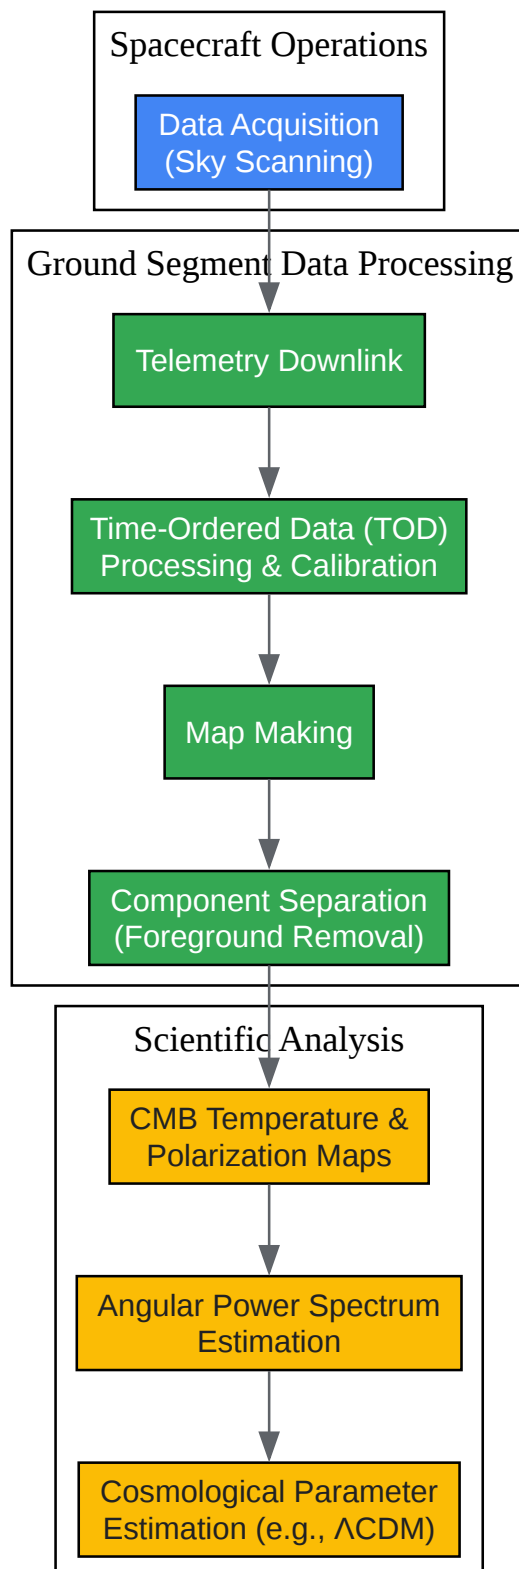 Spacecraft Operations
Data Acquisition
(Sky Scanning)
Ground Segment Data Processing
Telemetry Downlink
Time-Ordered Data (TOD)
Processing & Calibration
Map Making
Component Separation
(Foreground Removal)
Scientific Analysis
CMB Temperature &
Polarization Maps
Angular Power Spectrum
Estimation
Cosmological Parameter
Estimation (e.g., ΛCDM)